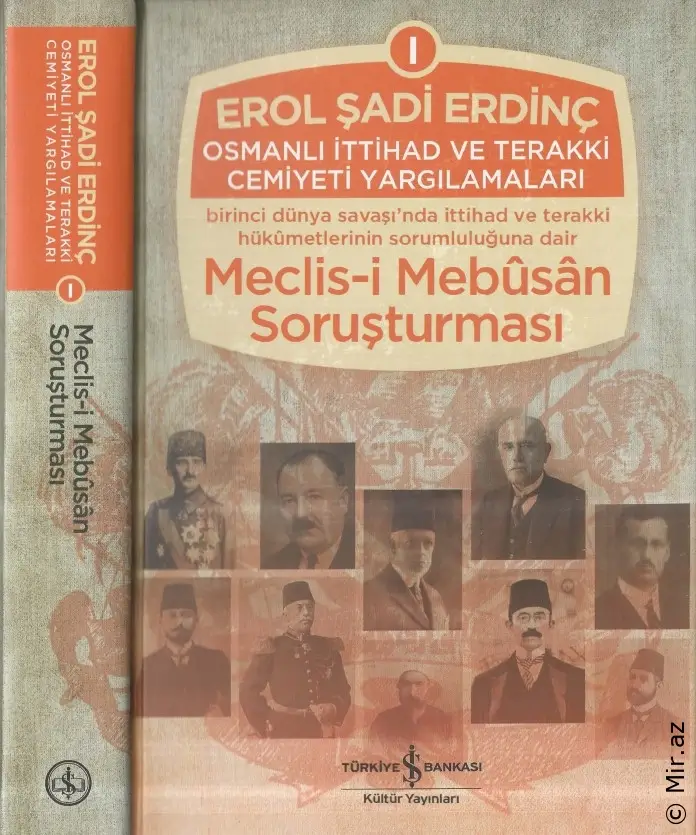 EROL ŞADİ ERDİNÇ
OSMANLI İTTİHAD VE TERAKKİ
CEMİYETİ YARGILAMALARI
I
Meclis-i Mebûsân
Soruşturması
I
EROL ŞADİ ERDİNÇ
OSMANLI İTTİHAD VE TERAKKİ
CEMİYETİ YARGILAMALARI
birinci dünya savaşı'nda ittihad ve terakki
hükûmetlerinin sorumluluğuna dair
Meclis-i Mebûsân
Soruşturması
TÜRKİYE İŞ BANKASI
Kültür Yayınları
© Mir.az